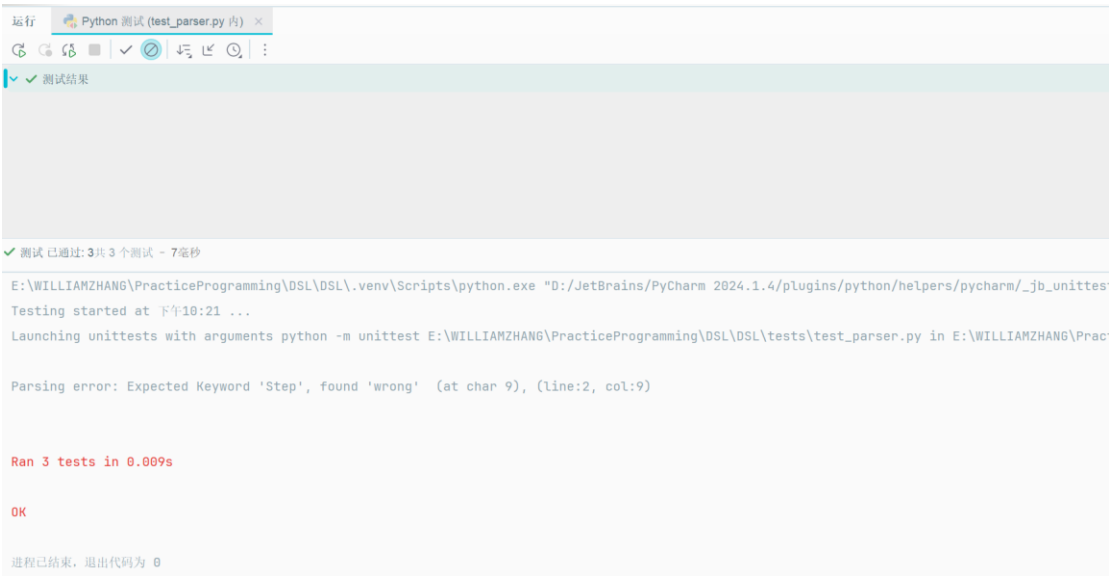 运行 Python 测试 (test_parser.py 内) ×
测试结果
测试 已通过: 3共 3 个测试 – 7毫秒
E:\WILLIAMZHANG\PracticeProgramming\DSL\DSL\.venv\Scripts\python.exe "D:/JetBrains/PyCharm 2024.1.4/plugins/python/helpers/pycharm/_jb_unittes
Testing started at 下午10:21 ...
Launching unittests with arguments python -m unittest E:\WILLIAMZHANG\PracticeProgramming\DSL\DSL\tests\test_parser.py in E:\WILLIAMZHANG\Prac
Parsing error: Expected Keyword 'Step', found 'wrong'  (at char 9), (line:2, col:9)
Ran 3 tests in 0.009s
OK
进程已结束，退出代码为 0